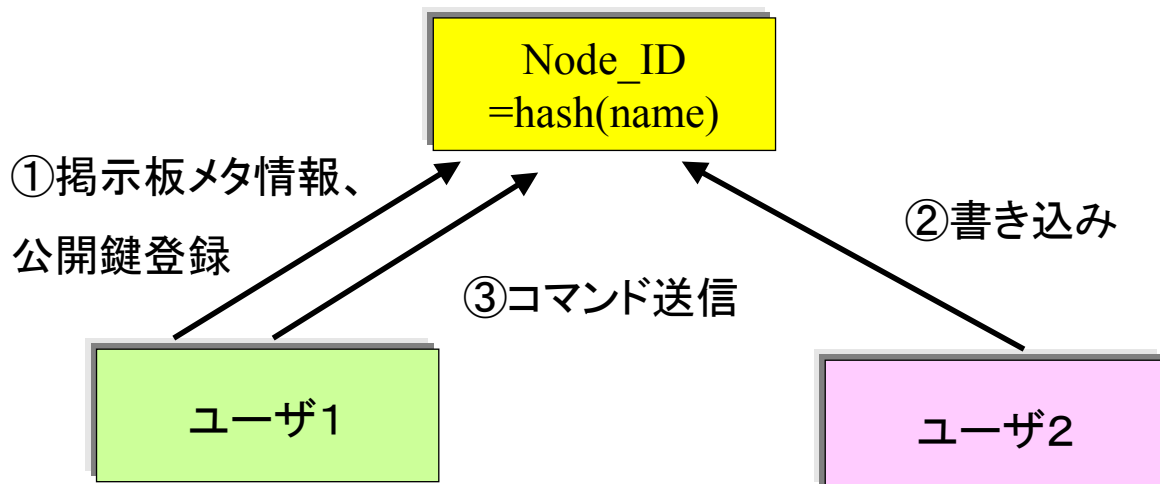 Node_ID
=hash(name)
①掲示板メタ情報、
公開鍵登録
②書き込み
③コマンド送信
ユーザ１
ユーザ２